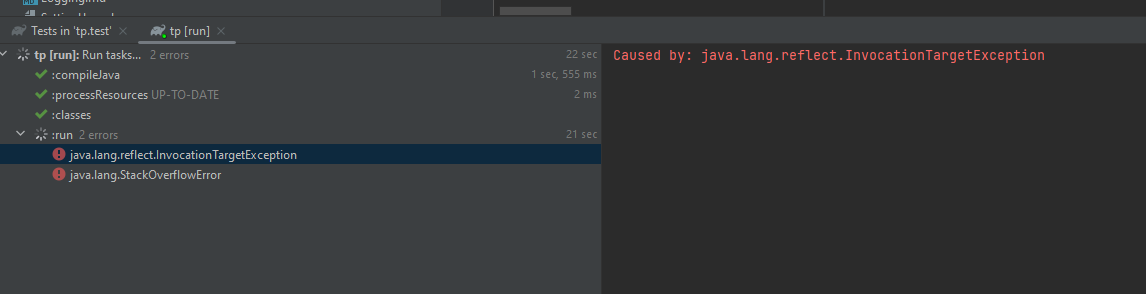 Tests in 'tp.test' × tp [run] ×
tp [run]: Run tasks... 2 errors 22 sec
:compileJava 1 sec, 555 ms
:processResources UP-TO-DATE 2 ms
:classes
:run 2 errors 21 sec
java.lang.reflect.InvocationTargetException
java.lang.StackOverflowError
Caused by: java.lang.reflect.InvocationTargetException